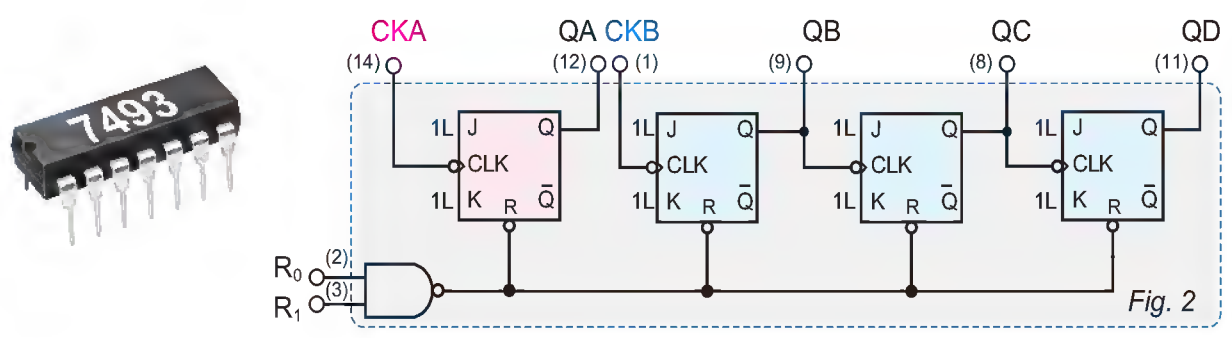 CKA QA CKB QB QC QD
(14) (12) (1) (9) (8) (11)
7493
1L J Q 1L J Q 1L J Q 1L J Q
CLK CLK CLK CLK
1L K R Q̅ 1L K R Q̅ 1L K R Q̅ 1L K R Q̅
R₀ (2)
R₁ (3)
Fig. 2